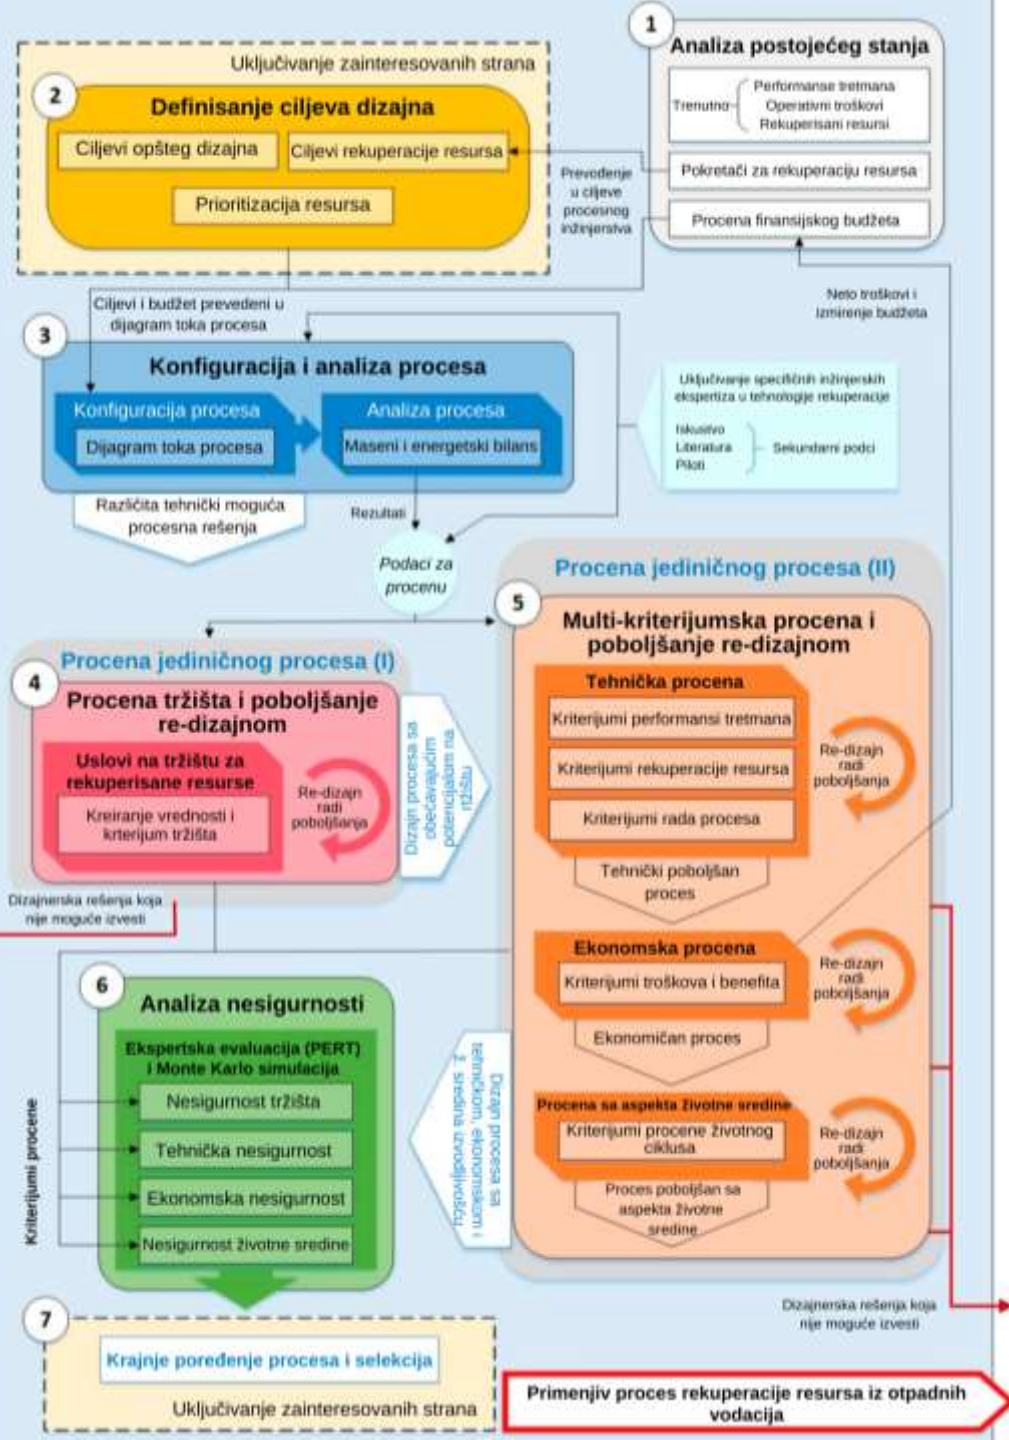 1
Analiza postojećeg stanja
Trenutno
Performanse tretmana
Operativni troškovi
Rekuperisani resursi
Pokretači za rekuperaciju resursa
Procena finansijskog budžeta
Uključivanje zainteresovanih strana
2
Definisanje ciljeva dizajna
Ciljevi opšteg dizajna
Ciljevi rekuperacije resursa
Prioritizacija resursa
Prevođenje
u ciljeve
procesnog
inžinjerstva
Neto troškovi i
izmirenje budžeta
Ciljevi i budžet prevedeni u
dijagram toka procesa
3
Konfiguracija i analiza procesa
Konfiguracija procesa
Dijagram toka procesa
Analiza procesa
Maseni i energetski bilans
Uključivanje specifičnih inžinjerskih
ekspertiza u tehnologije rekuperacije
Iskustvo
Literatura
Piloti
Sekundarni podci
Različita tehnički moguća
procesna rešenja
Rezultati
Podaci za
procenu
Procena jediničnog procesa (I)
4
Procena tržišta i poboljšanje
re-dizajnom
Uslovi na tržištu za
rekuperisane resurse
Kreiranje vrednosti i
krterijum tržišta
Re-dizajn
radi
poboljšanja
Dizajn procesa sa
obećavajućim
potencijalom na
tržištu
Dizajnerska rešenja koja
nije moguće izvesti
Procena jediničnog procesa (II)
5
Multi-kriterijumska procena i
poboljšanje re-dizajnom
Tehnička procena
Kriterijumi performansi tretmana
Kriterijumi rekuperacije resursa
Kriterijumi rada procesa
Re-dizajn
radi
poboljšanja
Tehnički poboljšan
proces
Ekonomska procena
Kriterijumi troškova i benefita
Re-dizajn
radi
poboljšanja
Ekonomičan proces
Procena sa aspekta životne sredine
Kriterijumi procene životnog
ciklusa
Re-dizajn
radi
poboljšanja
Proces poboljšan sa
aspekta životne
sredine
Dizajn procesa sa
tehničkom, ekonomskom i
ž. sredina izvodljivošću
6
Analiza nesigurnosti
Ekspertska evaluacija (PERT)
i Monte Karlo simulacija
Nesigurnost tržišta
Tehnička nesigurnost
Ekonomska nesigurnost
Nesigurnost životne sredine
Kriterijumi procene
Dizajnerska rešenja koja
nije moguće izvesti
7
Krajnje poređenje procesa i selekcija
Uključivanje zainteresovanih strana
Primenjiv proces rekuperacije resursa iz otpadnih
vodacija